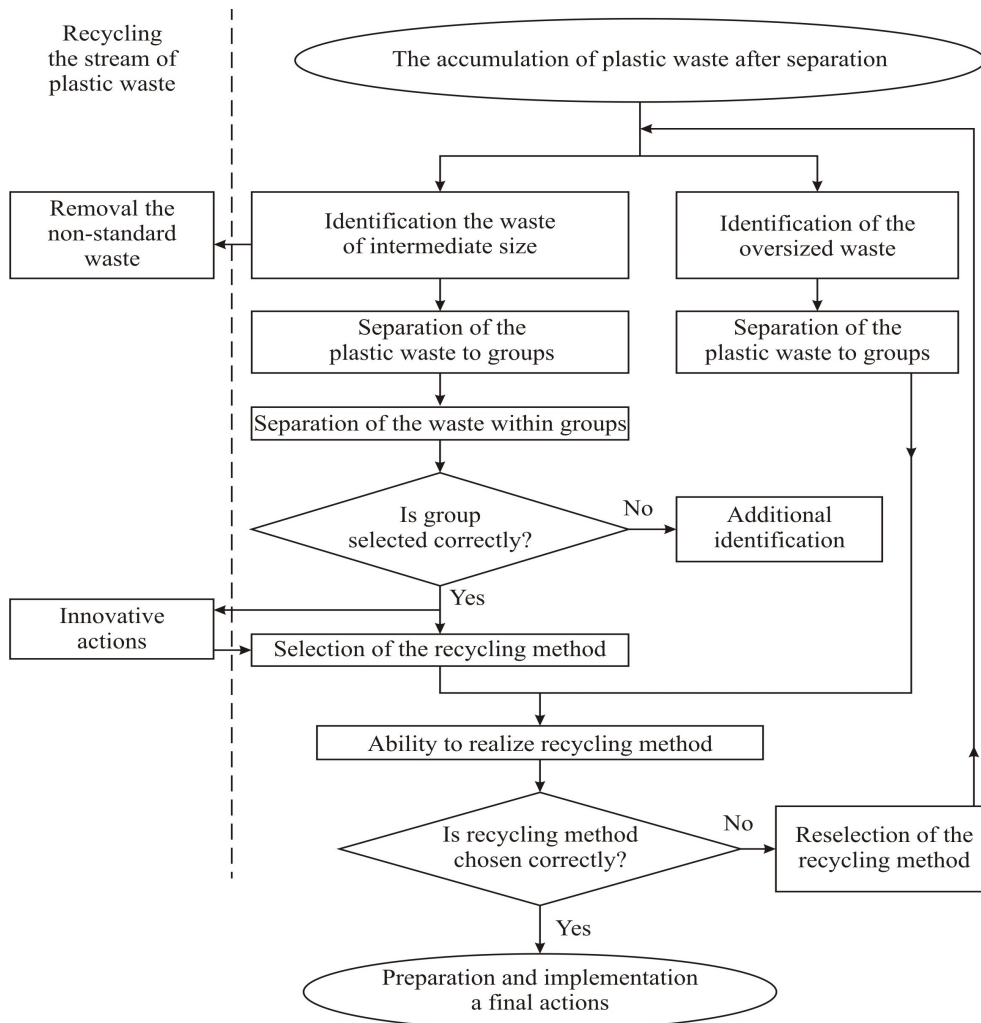 Recycling
the stream of
plastic waste
The accumulation of plastic waste after separation
Removal the
non-standard
waste
Identification the waste
of intermediate size
Identification of the
oversized waste
Separation of the
plastic waste to groups
Separation of the
plastic waste to groups
Separation of the waste within groups
Is group
selected correctly?
No
Additional
identification
Yes
Innovative
actions
Selection of the recycling method
Ability to realize recycling method
Is recycling method
chosen correctly?
No
Reselection of the
recycling method
Yes
Preparation and implementation
a final actions